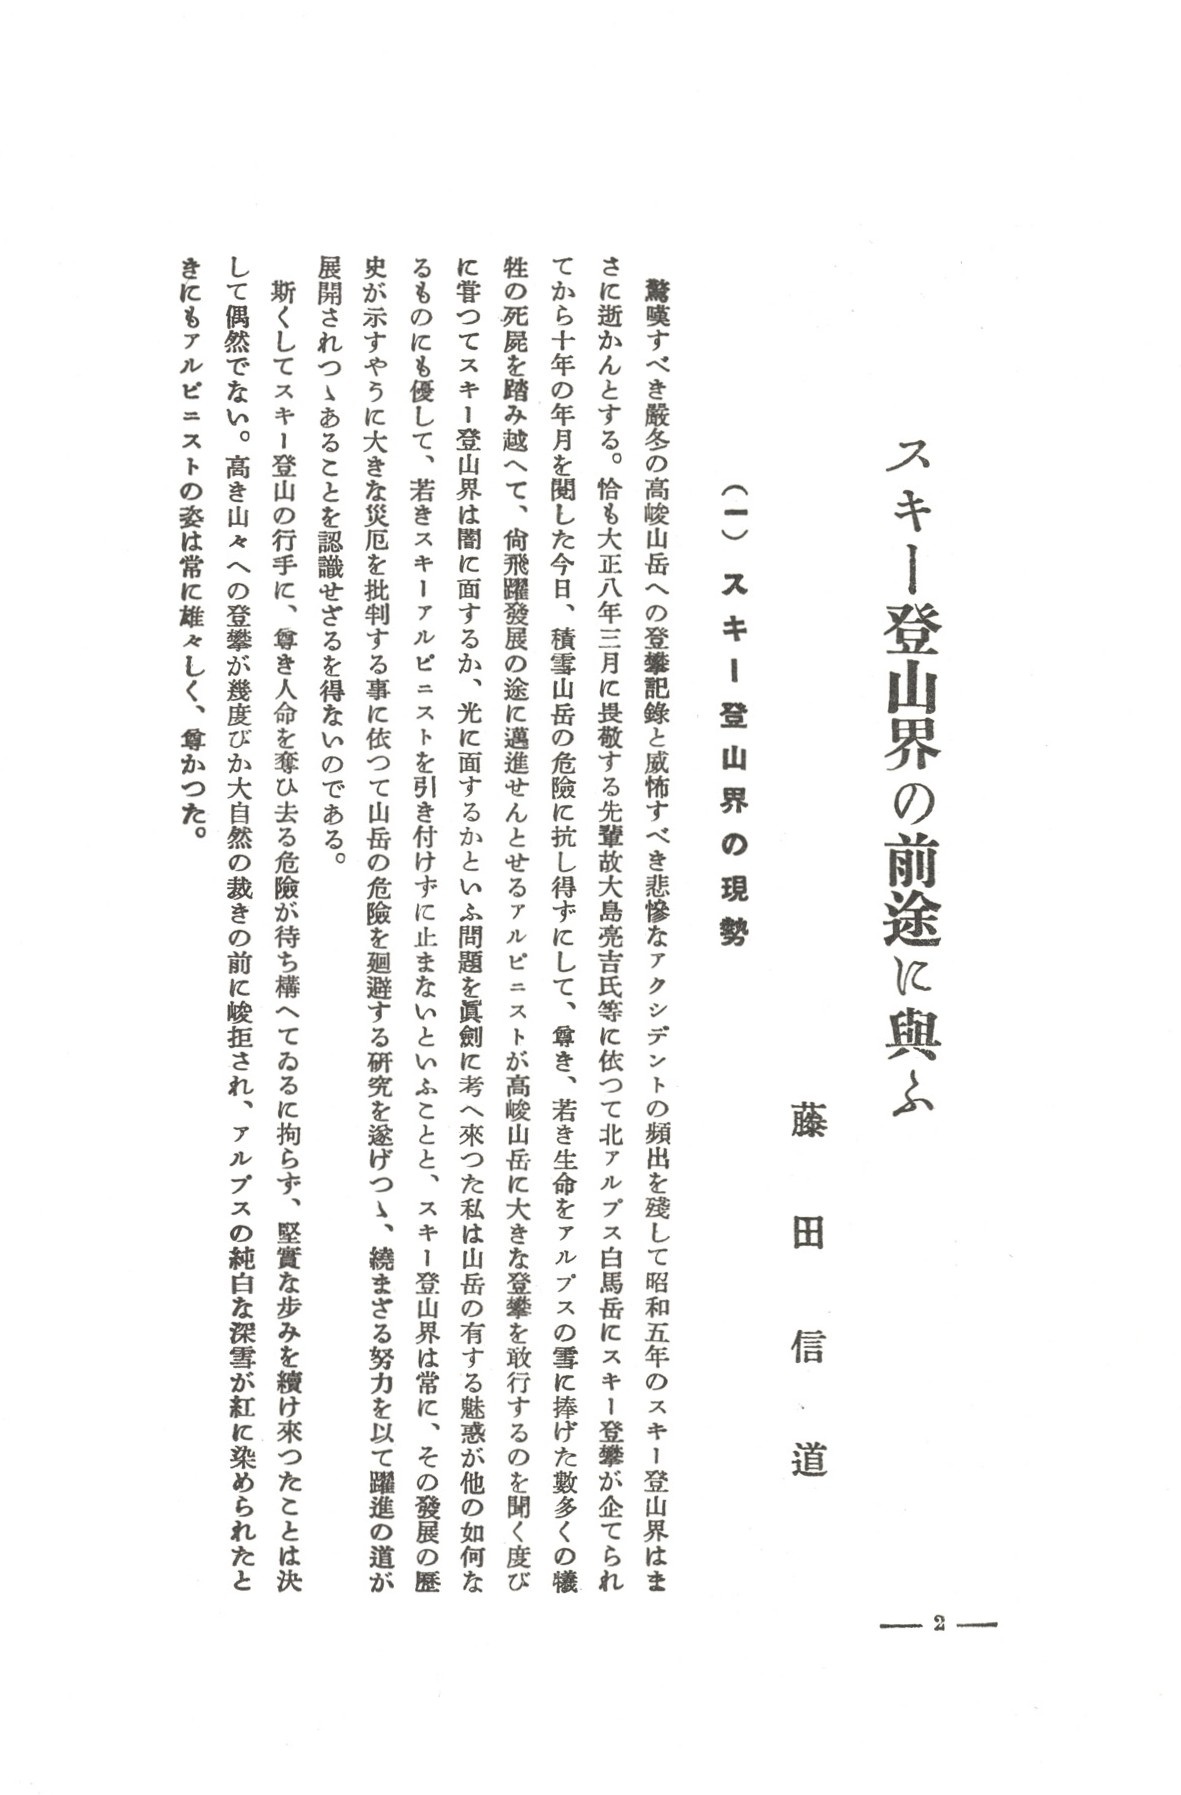 スキー登山界の前途に與ふ
藤田信道
（一）スキー登山界の現勢
驚嘆すべき嚴冬の高峻山岳への登攀記錄と威怖すべき悲慘なアクシデントの頻出を殘して昭和五年のスキー登山界はま
さに逝かんとする。恰も大正八年三月に畏敬する先輩故大島亮吉氏等に依つて北アルプス白馬岳にスキー登攀が企てられ
てから十年の年月を閱した今日、積雪山岳の危險に抗し得ずにして、尊き、若き生命をアルプスの雪に捧げた數多くの犧
牲の死屍を踏み越へて、尙飛躍發展の途に邁進せんとせるアルピニストが高峻山岳に大きな登攀を敢行するのを聞く度び
に甞つてスキー登山界は闇に面するか、光に面するかといふ問題を眞劍に考へ來つた私は山岳の有する魅惑が他の如何な
るものにも優して、若きスキーアルピニストを引き付けずに止まないといふことと、スキー登山界は常に、その發展の歷
史が示すやうに大きな災厄を批判する事に依つて山岳の危險を廻避する研究を遂げつゝ、繞まざる努力を以て躍進の道が
展開されつゝあることを認識せざるを得ないのである。
斯くしてスキー登山の行手に、尊き人命を奪ひ去る危險が待ち構へてゐるに拘らず、堅實な步みを續け來つたことは決
して偶然でない。高き山々への登攀が幾度びか大自然の裁きの前に峻拒され、アルプスの純白な深雪が紅に染められたと
きにもアルピニストの姿は常に雄々しく、尊かつた。
— 2 —